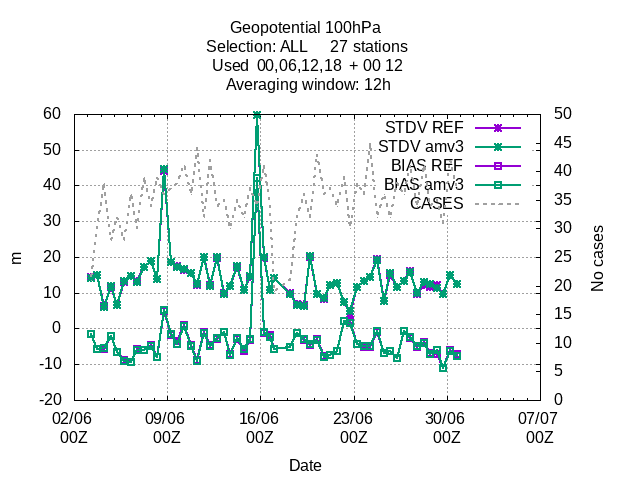 Geopotential 100hPa
Selection: ALL 27 stations
Used 00,06,12,18 + 00 12
Averaging window: 12h
60 50
STDV REF
45
50 STDV amv3
BIAS REF
40
40 BIAS amv3
35
CASES
30 30
m 20 25 No cases
20
10
15
0 10
-10 5
-20 0
02/06 09/06 16/06 23/06 30/06 07/07
00Z 00Z 00Z 00Z 00Z 00Z
Date